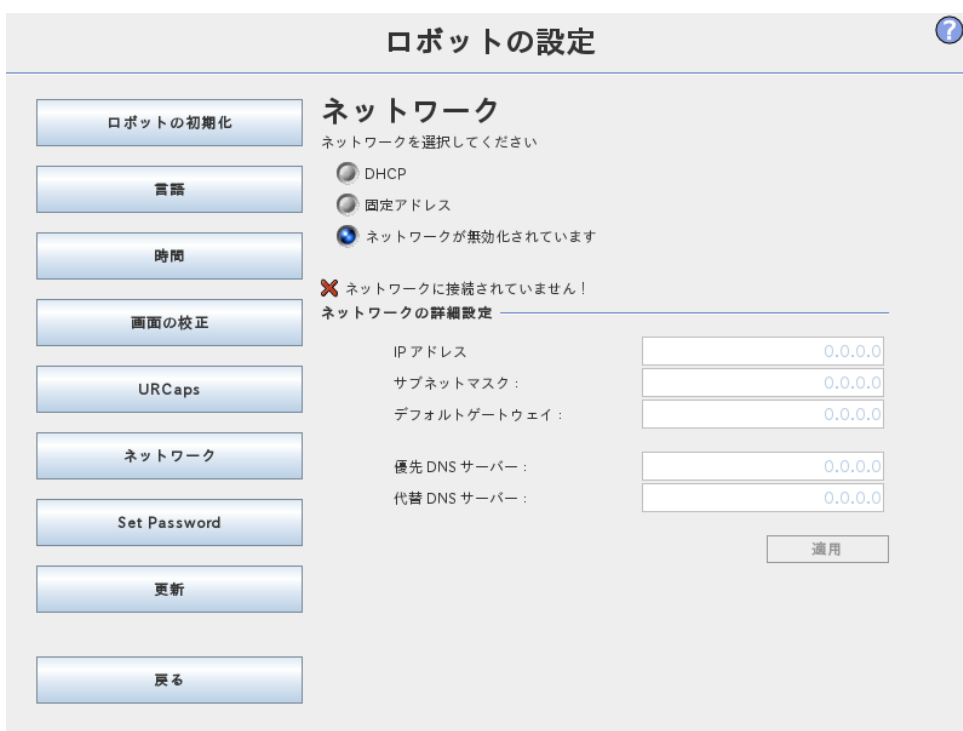 ロボットの設定
?
ロボットの初期化
言語
時間
画面の校正
URCaps
ネットワーク
Set Password
更新
戻る
ネットワーク
ネットワークを選択してください
DHCP
固定アドレス
ネットワークが無効化されています
ネットワークに接続されていません！
ネットワークの詳細設定
IP アドレス 0.0.0.0
サブネットマスク： 0.0.0.0
デフォルトゲートウェイ： 0.0.0.0
優先 DNS サーバー： 0.0.0.0
代替 DNS サーバー： 0.0.0.0
適用